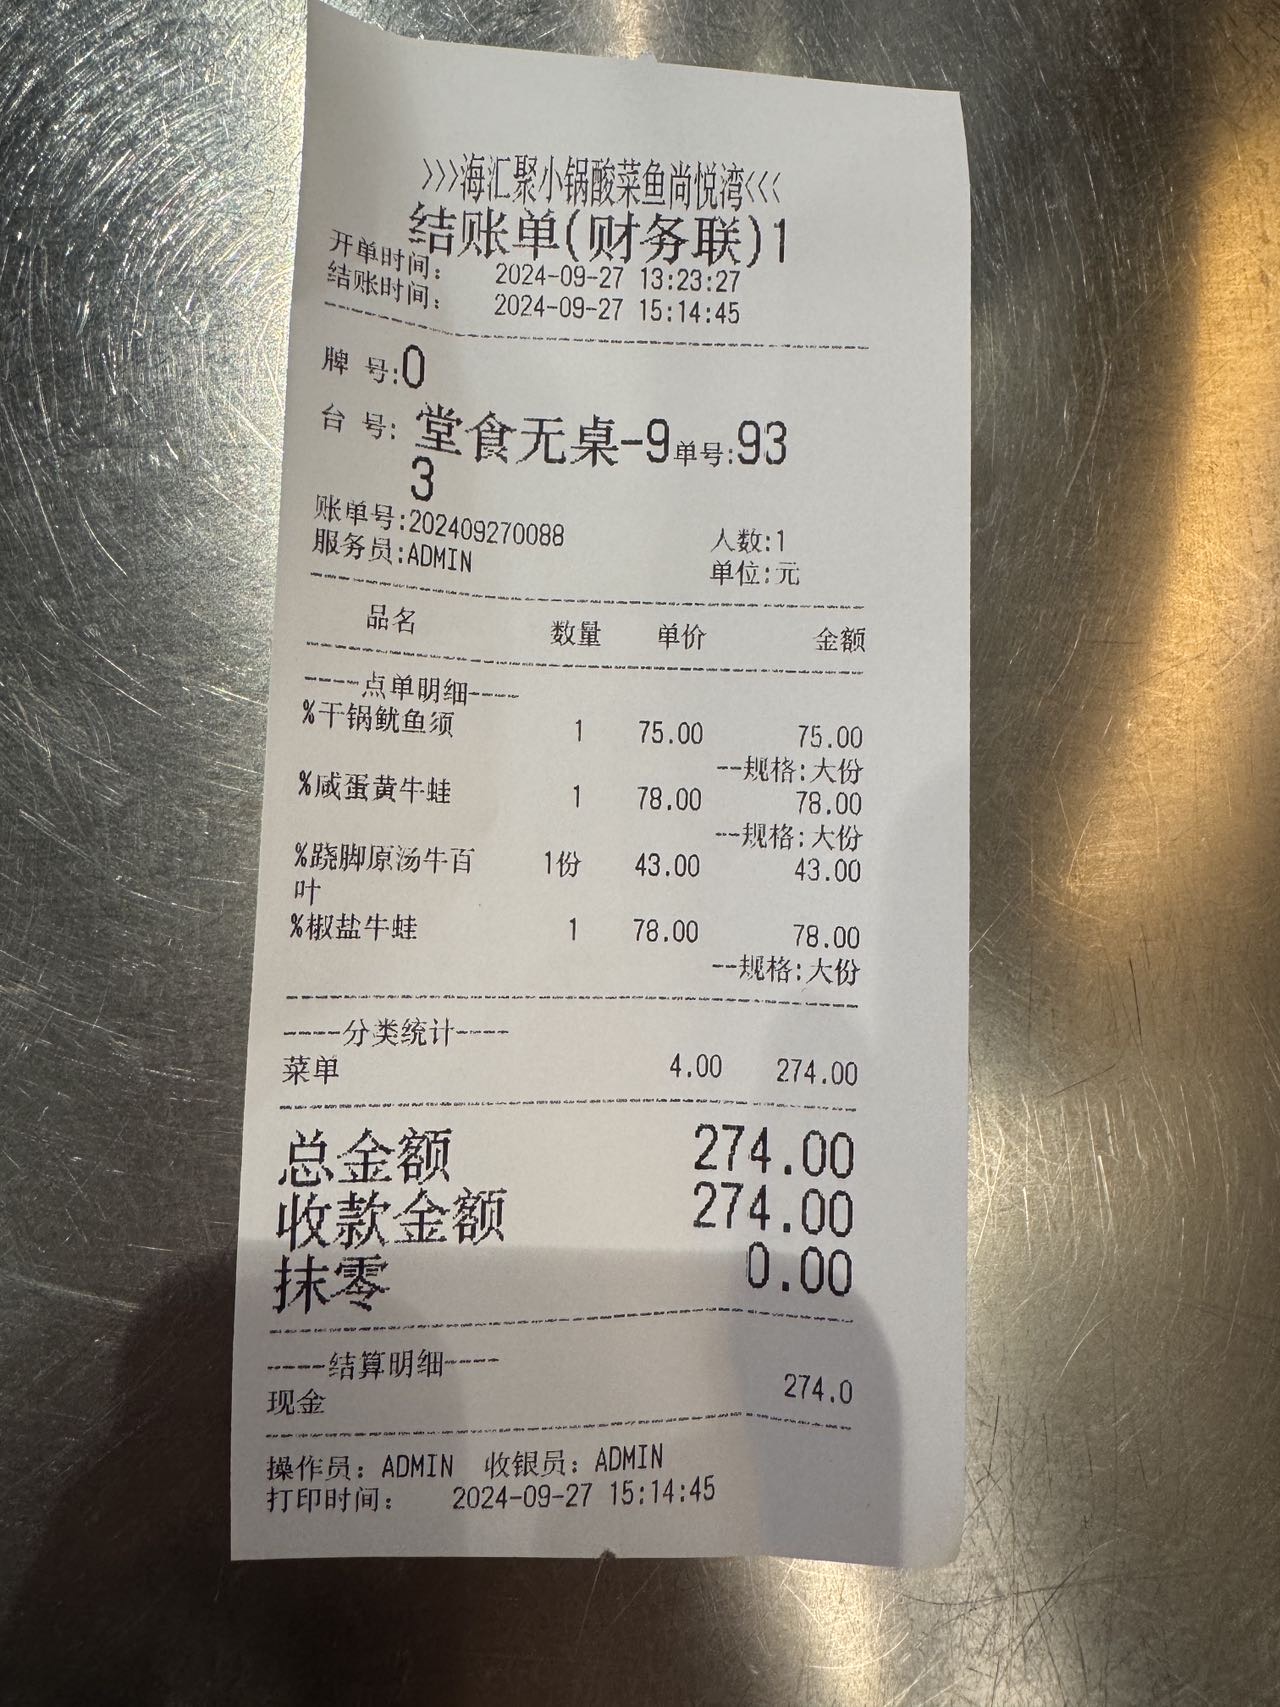 >>>海汇聚小锅酸菜鱼尚悦湾<<<
结账单(财务联)1
开单时间: 2024-09-27 13:23:27
结账时间: 2024-09-27 15:14:45
牌 号:0
台 号: 堂食无桌-9单号:93
3
账单号:202409270088 人数:1
服务员:ADMIN 单位:元
品名 数量 单价 金额
----点单明细----
%干锅鱿鱼须 1 75.00 75.00
--规格:大份
%咸蛋黄牛蛙 1 78.00 78.00
--规格:大份
%跷脚原汤牛百 1份 43.00 43.00
叶
%椒盐牛蛙 1 78.00 78.00
--规格:大份
----分类统计----
菜单 4.00 274.00
总金额 274.00
收款金额 274.00
抹零 0.00
----结算明细----
现金 274.0
操作员: ADMIN 收银员: ADMIN
打印时间: 2024-09-27 15:14:45